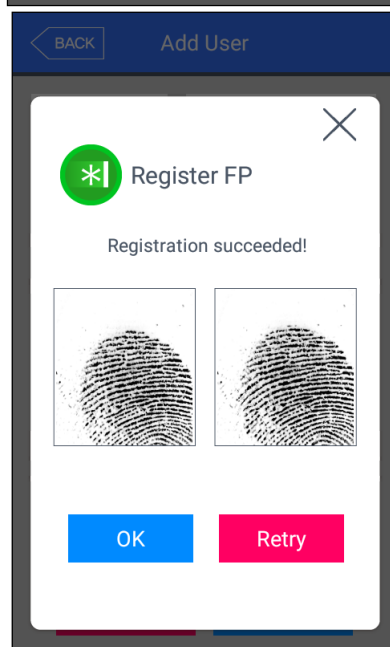 BACK
Add User
Register FP
Registration succeeded!
OK
Retry